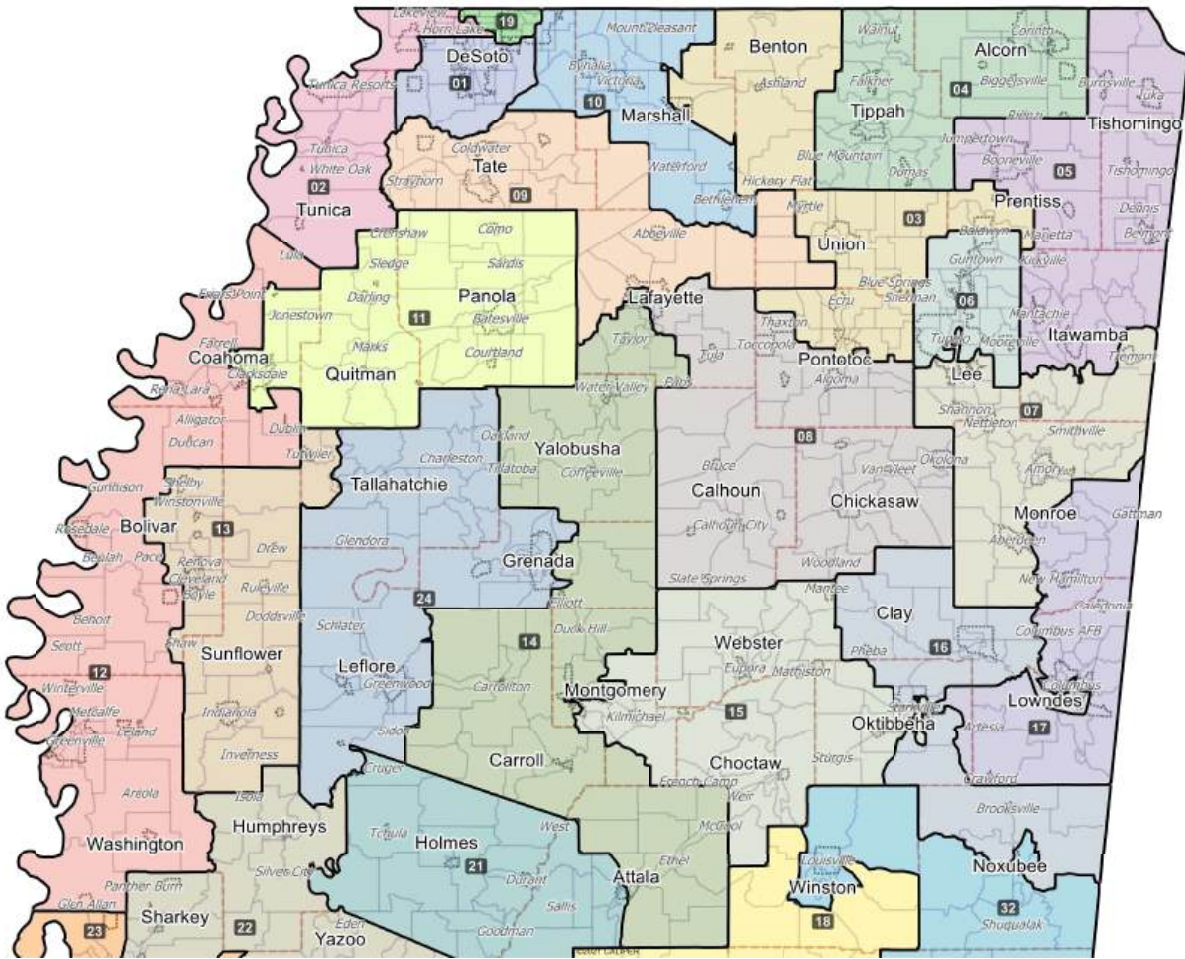 Lakeview
19
Horn Lake
Mount Pleasant
Walnut
Corinth
Benton
Alcorn
DeSoto
Byhalia
Victoria
Ashland
Falkner
Biggersville
Burnsville
Tunica Resorts
01
04
Iuka
10
Marshall
Tippah
Tishomingo
Coldwater
Jumpertown
Tunica
Tate
Waterford
Blue Mountain
Booneville
White Oak
Strayhorn
Dumas
05
Tishomingo
02
09
Bethlehem
Hickory Flat
Myrtle
Prentiss
Dennis
Tunica
03
Crenshaw
Como
Abbeville
Union
Baldwyn
Marietta
Belmont
Lula
Sledge
Sardis
Guntown
Kirkville
Blue Springs
Friars Point
Darling
Panola
Lafayette
Ecru
Sherman
06
Jonestown
11
Batesville
Mantachie
Farrell
Thaxton
Taylor
Toccopola
Tupelo
Mooreville
Itawamba
Coahoma
Marks
Courtland
Tula
Pontotoc
Tremont
Clarksdale
Quitman
Algoma
Lee
Rena Lara
Water Valley
Paris
Alligator
Shannon
07
Dublin
Oakland
Nettleton
Duncan
Yalobusha
08
Smithville
Tutwiler
Charleston
Tillatoba
Coffeeville
Bruce
Van Vleet
Okolona
Amory
Shelby
Tallahatchie
Calhoun
Chickasaw
Gunnison
Winstonville
Monroe
Gattman
Rosedale
Bolivar
13
Calhoun City
Glendora
Aberdeen
Drew
Beulah
Pace
Renova
Grenada
Woodland
Cleveland
Slate Springs
New Hamilton
Boyle
Ruleville
Mantee
24
Elliott
Caledonia
Benoit
Doddsville
Clay
Schlater
Duck Hill
Columbus AFB
Scott
Shaw
14
Webster
16
Sunflower
Pheba
12
Leflore
Eupora
Mathiston
Winterville
Greenwood
Carrollton
Montgomery
Columbus
Metcalfe
Indianola
Kilmichael
15
Starkville
Lowndes
Greenville
Leland
Sidon
Oktibbeha
Artesia
17
Inverness
Carroll
Choctaw
Sturgis
Cruger
French Camp
Crawford
Arcola
Isola
Weir
Brooksville
Humphreys
West
McCool
Tchula
Holmes
Washington
Ethel
Louisville
Silver City
21
Noxubee
Durant
Attala
Winston
Panther Burn
Glen Allan
Sallis
32
Sharkey
Eden
18
Shuqualak
23
22
Yazoo
Goodman